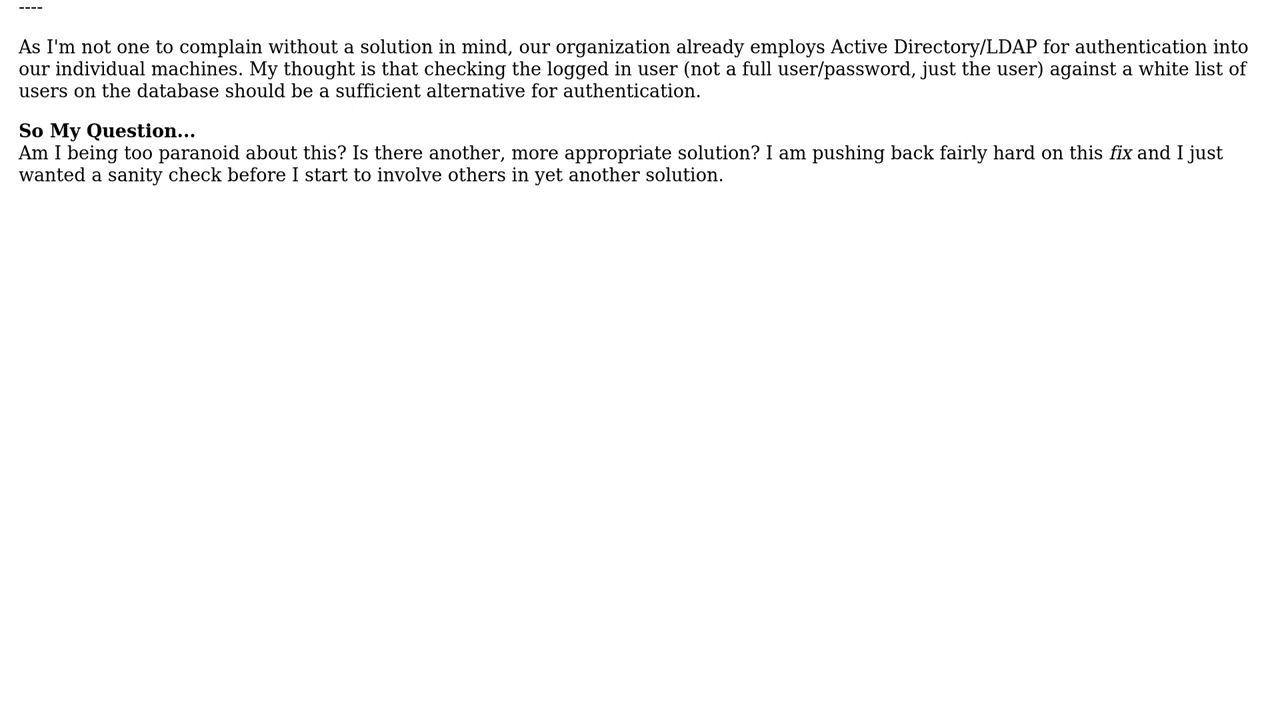 ----
As I'm not one to complain without a solution in mind, our organization already employs Active Directory/LDAP for authentication into
our individual machines. My thought is that checking the logged in user (not a full user/password, just the user) against a white list of
users on the database should be a sufficient alternative for authentication.
So My Question...
Am I being too paranoid about this? Is there another, more appropriate solution? I am pushing back fairly hard on this fix and I just
wanted a sanity check before I start to involve others in yet another solution.